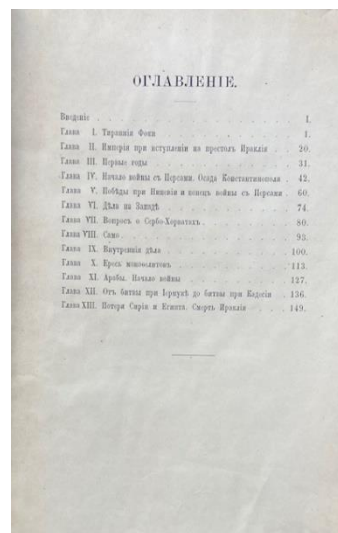 ОГЛАВЛЕНІЕ.
Введеніе . . . I.
Глава I. Тираннія Фоки . . . 1.
Глава II. Имперія при вступленіи на престолъ Ираклія . . . 20.
Глава III. Первые годы . . . 31.
Глава IV. Начало войны съ Персами. Осада Константинополя . . . 42.
Глава V. Побѣды при Ниневіи и конецъ войны съ Персами . 60.
Глава VI. Дѣла на Западѣ . . . 74.
Глава VII. Вопросъ о Сербо-Хорватахъ . . . 80.
Глава VIII. Само . . . 93.
Глава IX. Внутреннія дѣла . . . 100.
Глава X. Ересь моноѳелитовъ . . . 113.
Глава XI. Арабы. Начало войны . . . 127.
Глава XII. Отъ битвы при Іермукѣ до битвы при Кадесіи . 136.
Глава XIII. Потеря Сиріи и Египта. Смерть Ираклія . . . 149.